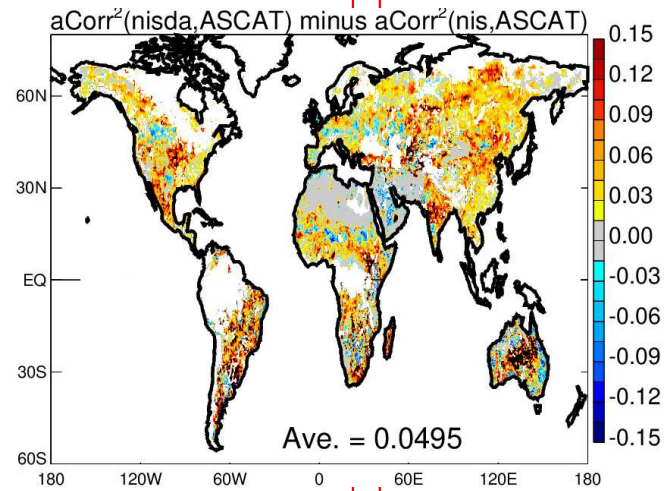 aCorr²(nisda,ASCAT) minus aCorr²(nis,ASCAT)
0.15
0.12
0.09
0.06
0.03
0.00
-0.03
-0.06
-0.09
-0.12
-0.15
60N
30N
EQ
30S
60S
Ave. = 0.0495
180 120W 60W 0 60E 120E 180